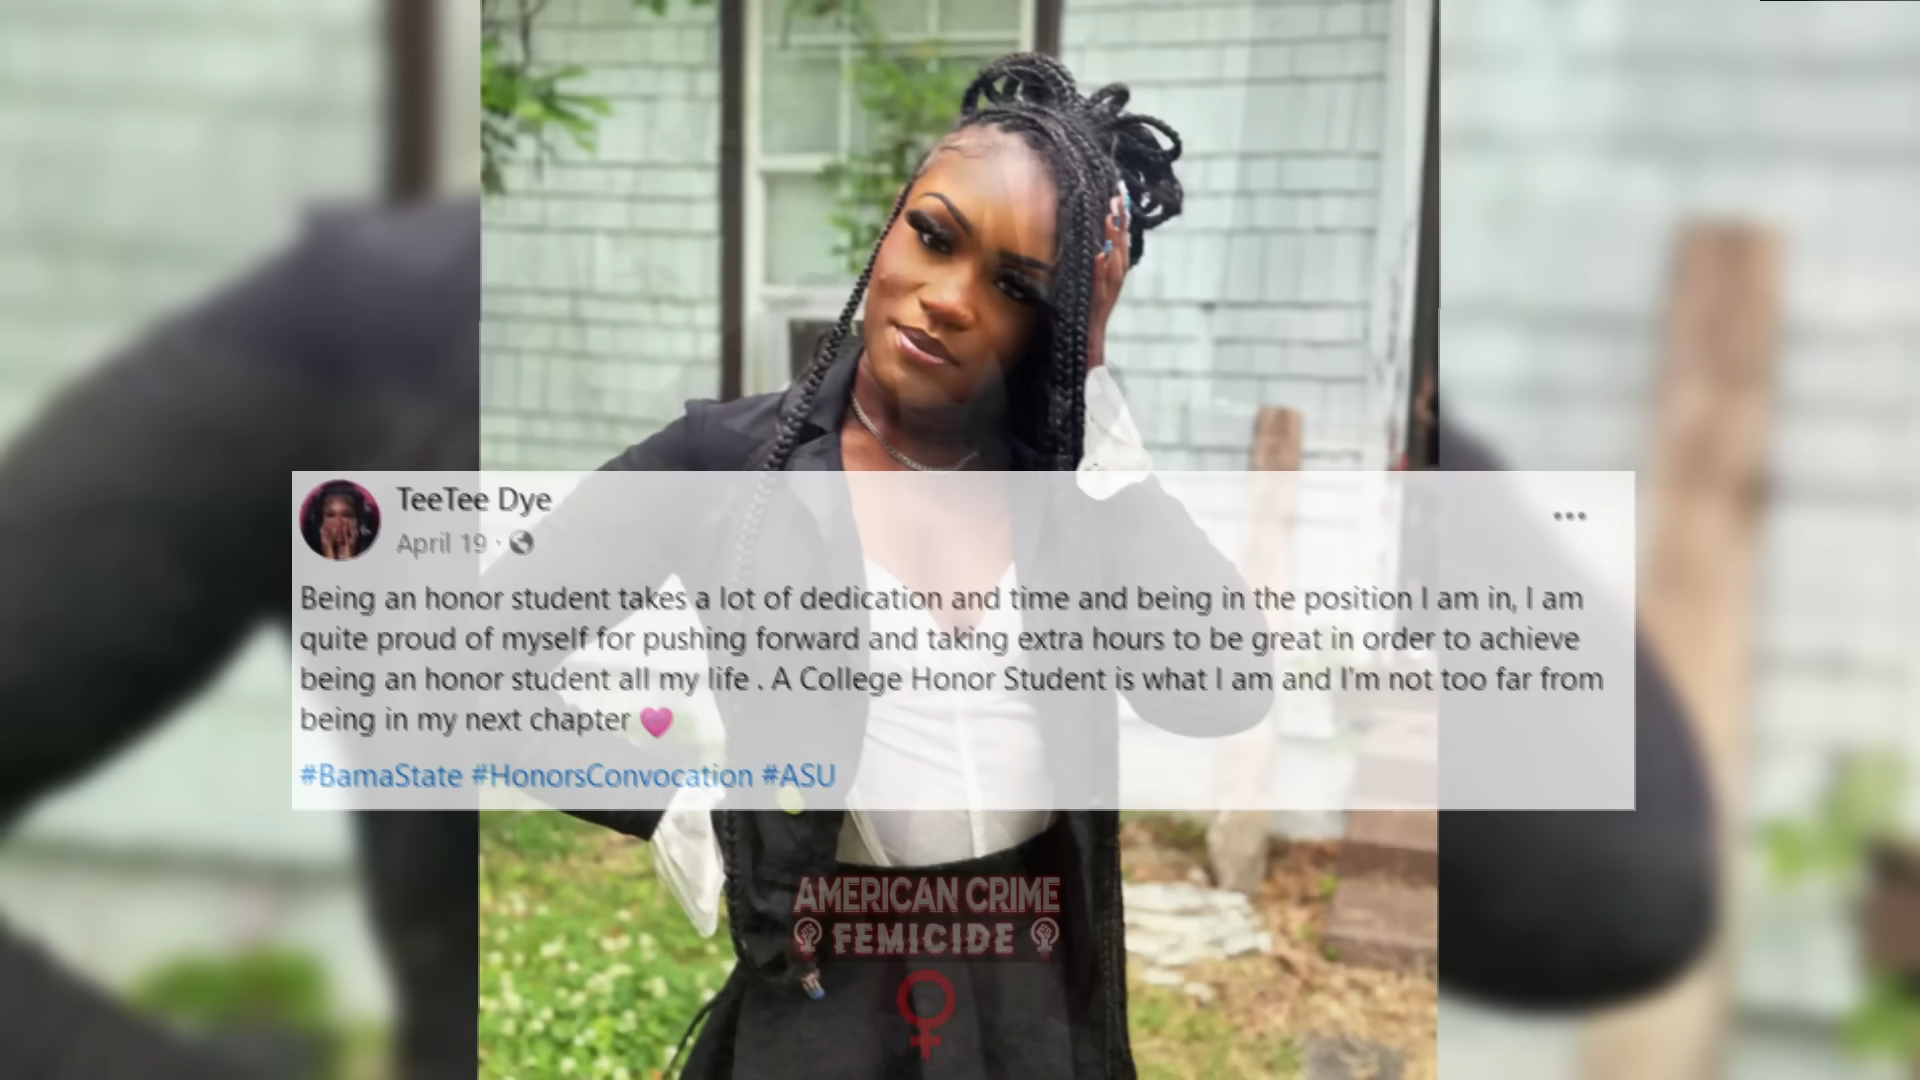 TeeTee Dye
April 19 ·
Being an honor student takes a lot of dedication and time and being in the position I am in, I am
quite proud of myself for pushing forward and taking extra hours to be great in order to achieve
being an honor student all my life . A College Honor Student is what I am and I'm not too far from
being in my next chapter
#BamaState #HonorsConvocation #ASU
AMERICAN CRIME
FEMICIDE